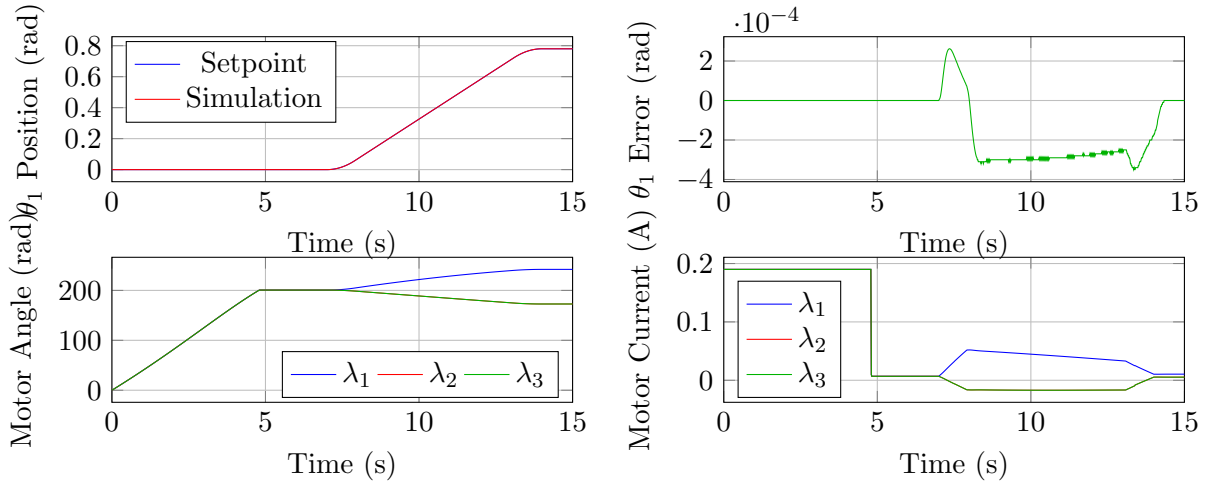 θ₁ Position (rad)
0.8
0.6
0.4
0.2
0
0
5
10
15
Time (s)
Setpoint
Simulation
·10⁻⁴
θ₁ Error (rad)
2
0
−2
−4
0
5
10
15
Time (s)
Motor Angle (rad)
200
100
0
0
5
10
15
Time (s)
λ₁ λ₂ λ₃
Motor Current (A)
0.2
0.1
0
0
5
10
15
Time (s)
λ₁
λ₂
λ₃